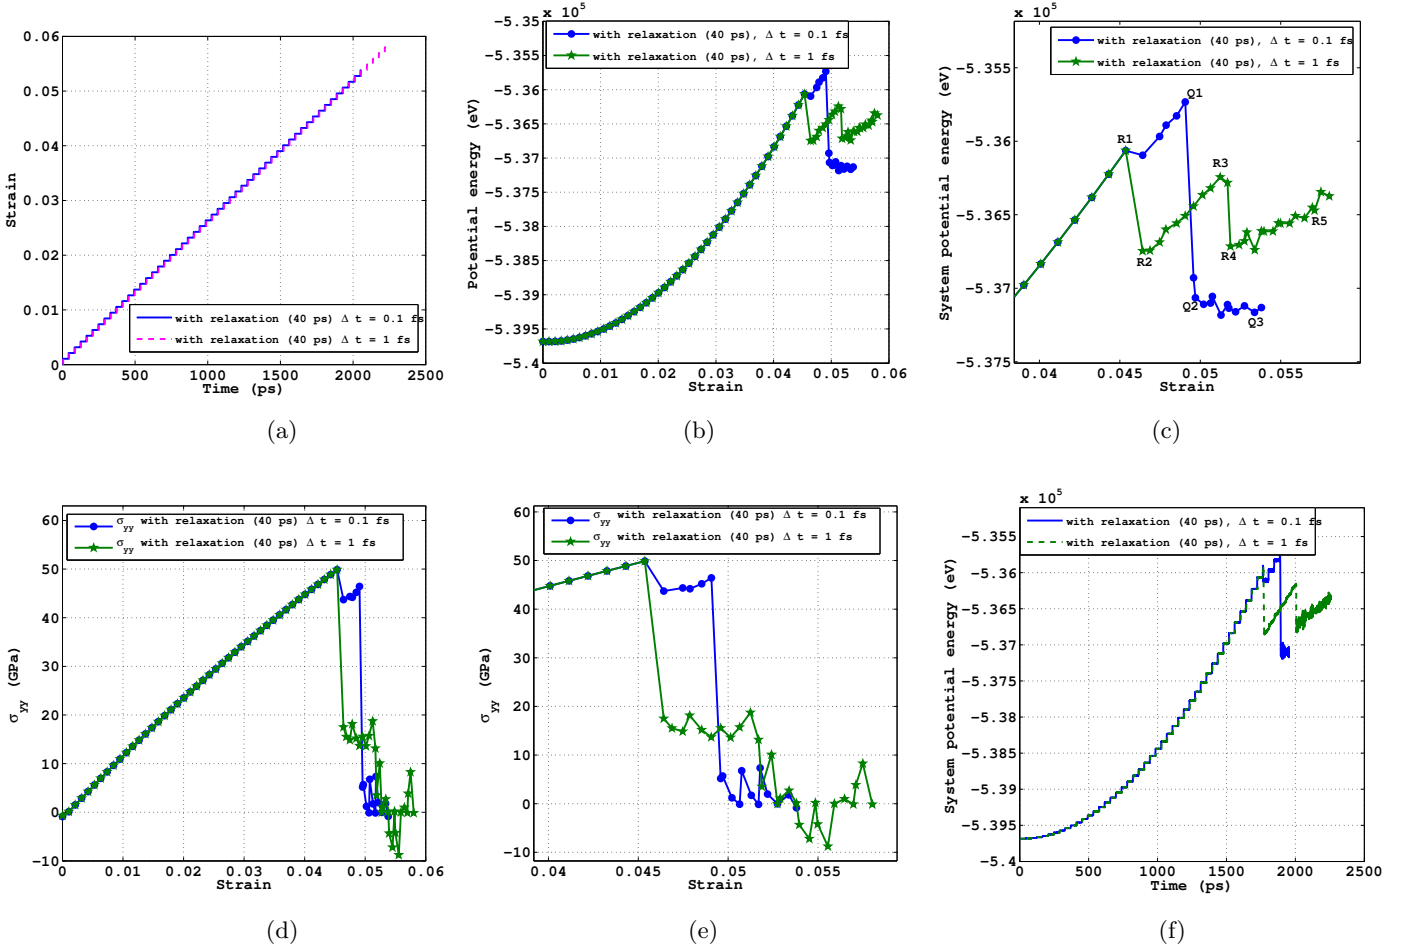 0.06
0.05
0.04
0.03
0.02
0.01
0
Strain
with relaxation (40 ps) Δ t = 0.1 fs
with relaxation (40 ps) Δ t = 1 fs
0 500 1000 1500 2000 2500
Time (ps)
(a)
x 10⁵
−5.35
−5.355
−5.36
−5.365
−5.37
−5.375
−5.38
−5.385
−5.39
−5.395
−5.4
Potential energy (eV)
with relaxation (40 ps), Δ t = 0.1 fs
with relaxation (40 ps), Δ t = 1 fs
0 0.01 0.02 0.03 0.04 0.05 0.06
Strain
(b)
x 10⁵
−5.355
−5.36
−5.365
−5.37
−5.375
System potential energy (eV)
with relaxation (40 ps), Δ t = 0.1 fs
with relaxation (40 ps), Δ t = 1 fs
Q1
R1
R3
R5
R2
R4
Q2
Q3
0.04 0.045 0.05 0.055
Strain
(c)
60
50
40
30
20
10
0
−10
σyy (GPa)
σyy with relaxation (40 ps) Δ t = 0.1 fs
σyy with relaxation (40 ps) Δ t = 1 fs
0 0.01 0.02 0.03 0.04 0.05 0.06
Strain
(d)
60
50
40
30
20
10
0
−10
σyy (GPa)
σyy with relaxation (40 ps) Δ t = 0.1 fs
σyy with relaxation (40 ps) Δ t = 1 fs
0.04 0.045 0.05 0.055
Strain
(e)
x 10⁵
−5.355
−5.36
−5.365
−5.37
−5.375
−5.38
−5.385
−5.39
−5.395
−5.4
System potential energy (eV)
with relaxation (40 ps), Δ t = 0.1 fs
with relaxation (40 ps), Δ t = 1 fs
0 500 1000 1500 2000 2500
Time (ps)
(f)